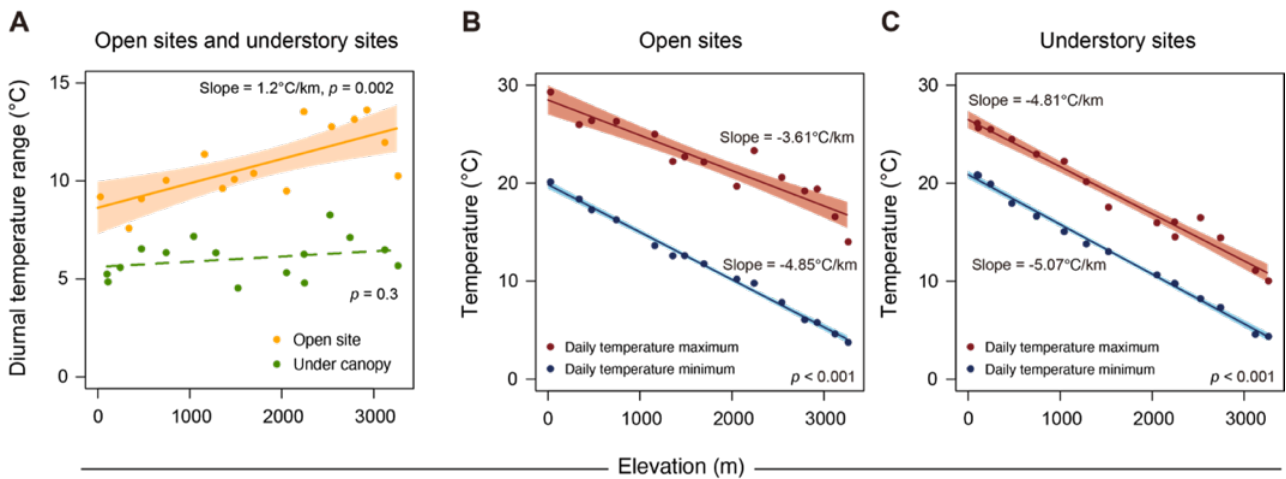 A
Open sites and understory sites
Slope = 1.2°C/km, p = 0.002
Diurnal temperature range (°C)
15
10
5
0
p = 0.3
Open site
Under canopy
0
1000
2000
3000
B
Open sites
Temperature (°C)
30
20
10
0
Slope = -3.61°C/km
Slope = -4.85°C/km
Daily temperature maximum
Daily temperature minimum
p < 0.001
0
1000
2000
3000
C
Understory sites
Temperature (°C)
30
20
10
0
Slope = -4.81°C/km
Slope = -5.07°C/km
Daily temperature maximum
Daily temperature minimum
p < 0.001
0
1000
2000
3000
Elevation (m)